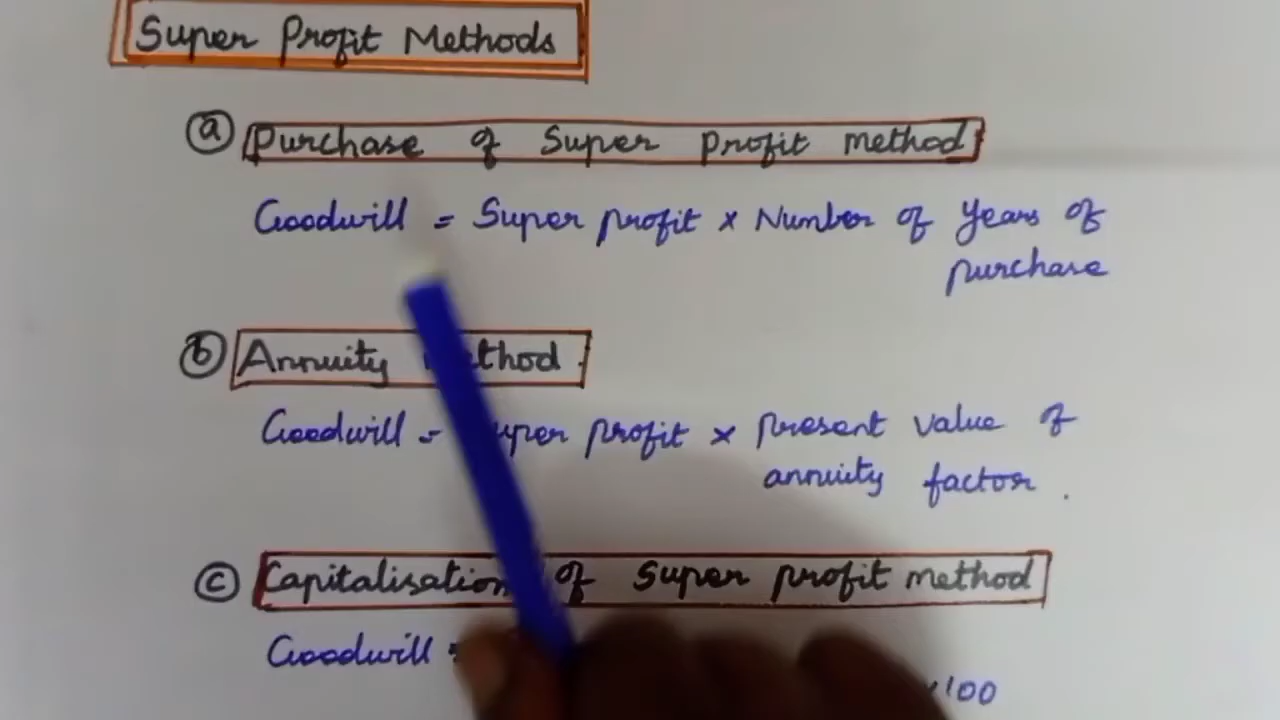 Super Profit Methods
(a) Purchase of Super Profit method
Goodwill = Super profit × Number of years of
purchase
(b) Annuity
Goodwill = profit × present value of
annuity factor .
(c) Capitalisation of Super profit method
Goodwill =
×100